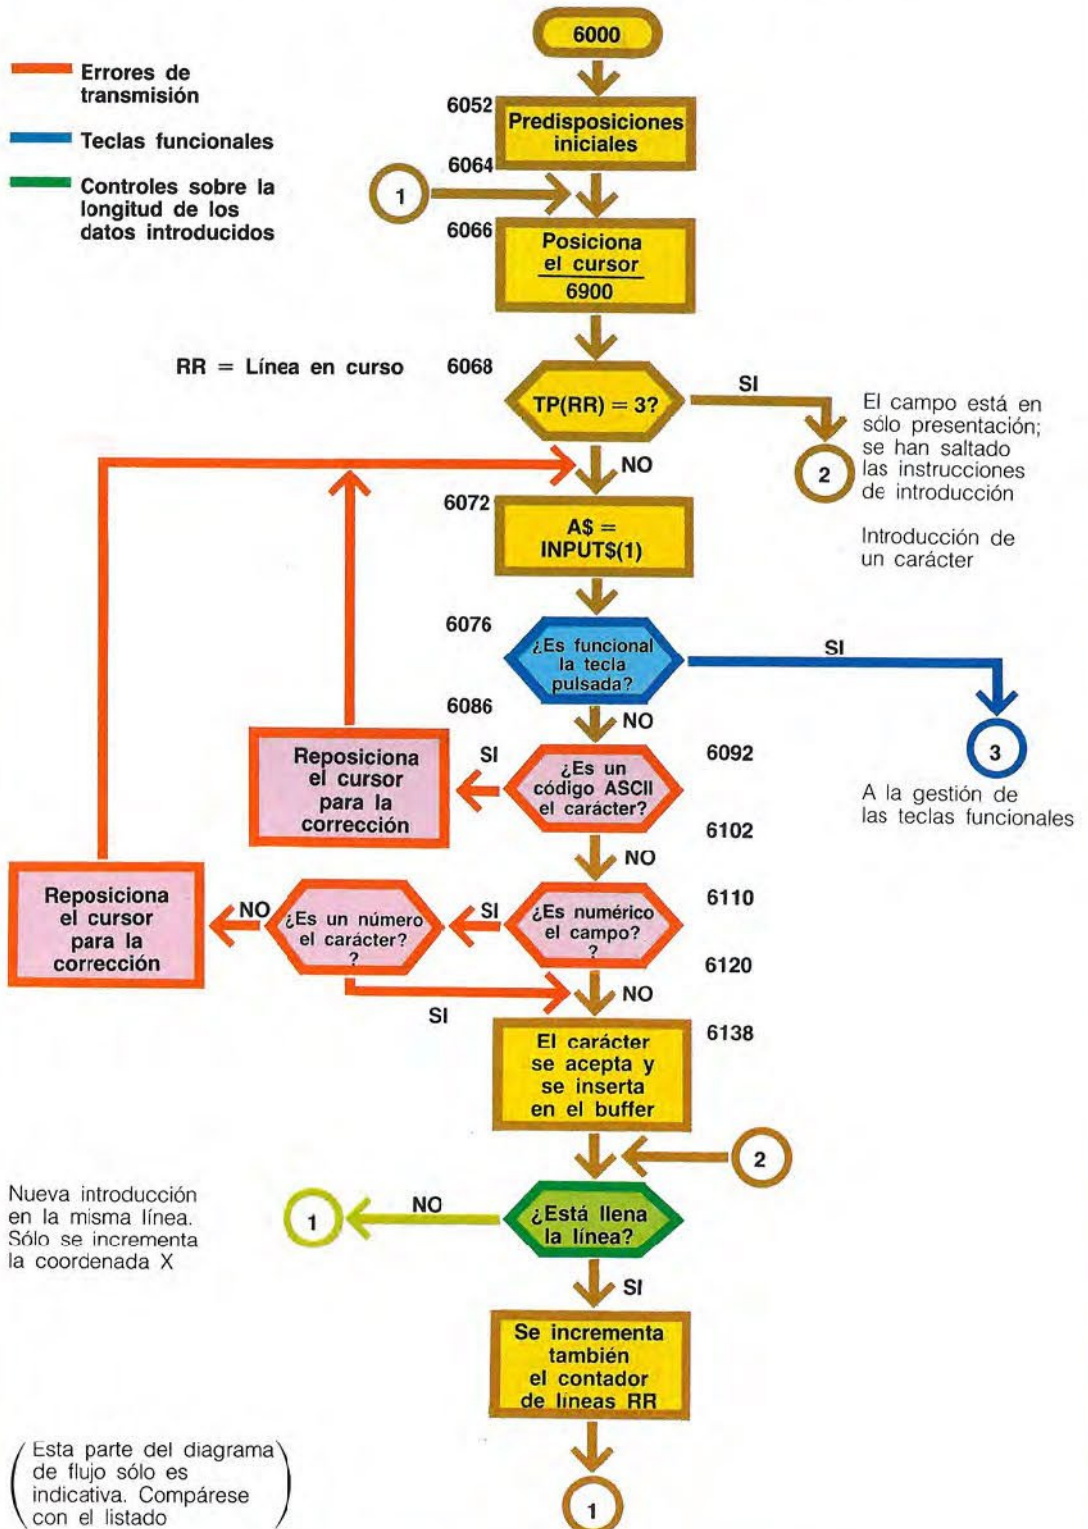 6000
Errores de
transmisión
Teclas funcionales
Controles sobre la
longitud de los
datos introducidos
6052
Predisposiciones
iniciales
6064
1
6066
Posiciona
el cursor
6900
RR = Línea en curso
6068
TP(RR) = 3?
SI
2
El campo está en
sólo presentación;
se han saltado
las instrucciones
de introducción
NO
6072
A$ =
INPUT$(1)
Introducción de
un carácter
6076
¿Es funcional
la tecla
pulsada?
SI
3
A la gestión de
las teclas funcionales
6086
NO
6092
¿Es un
código ASCII
el carácter?
SI
Reposiciona
el cursor
para la
corrección
6102
NO
6110
¿Es numérico
el campo?
?
SI
¿Es un número
el carácter?
?
NO
Reposiciona
el cursor
para la
corrección
SI
6120
NO
6138
El carácter
se acepta y
se inserta
en el buffer
2
¿Está llena
la línea?
NO
1
Nueva introducción
en la misma línea.
Sólo se incrementa
la coordenada X
SI
Se incrementa
también
el contador
de líneas RR
1
Esta parte del diagrama
de flujo sólo es
indicativa. Compárese
con el listado